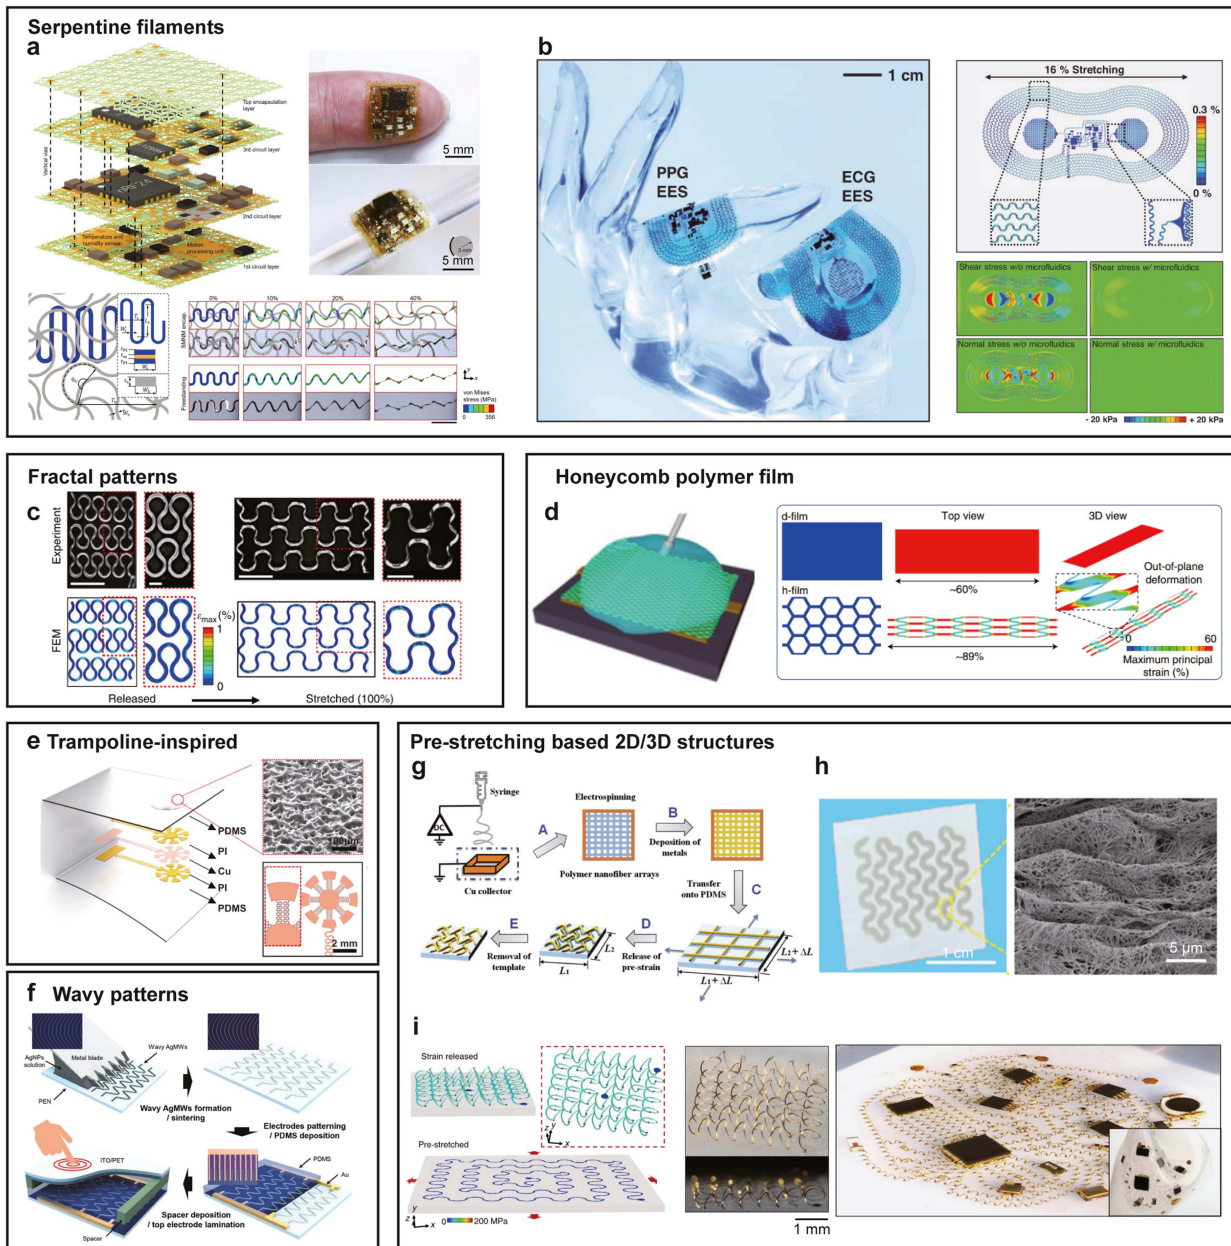 Serpentine filaments
a
Top encapsulation
layer
3rd circuit layer
Vertical vias
2nd circuit layer
Temperature and
humidity sensor
Motion
processing unit
1st circuit layer
5 mm
3 mm
5 mm
0%
10%
20%
40%
SMNM encap.
Freestanding
y
x
von Mises
stress (MPa)
0
356
b
1 cm
PPG
EES
ECG
EES
16 % Stretching
0.3 %
0 %
Shear stress w/o microfluidics
Shear stress w/ microfluidics
Normal stress w/o microfluidics
Normal stress w/ microfluidics
- 20 kPa
+ 20 kPa
Fractal patterns
c
Experiment
FEM
εmax (%)
1
0
Released
Stretched (100%)
Honeycomb polymer film
d
d-film
Top view
3D view
~60%
Out-of-plane
deformation
h-film
~89%
0
60
Maximum principal
strain (%)
e Trampoline-inspired
PDMS
PI
Cu
PI
PDMS
100μm
2 mm
f Wavy patterns
AgNPs
solution
Metal blade
Wavy AgMWs
PEN
Wavy AgMWs formation
/ sintering
Electrodes patterning
/ PDMS deposition
ITO/PET
PDMS
Au
Spacer deposition
/ top electrode lamination
Spacer
Pre-stretching based 2D/3D structures
g
Syringe
DC
Cu collector
A
Electrospinning
Polymer nanofiber arrays
B
Deposition of
metals
Transfer
onto PDMS
C
L1 + ΔL
L2 + ΔL
D
Release of
pre-strain
L1
L2
E
Removal of
template
h
1 cm
5 μm
i
Strain released
z
y
x
Pre-stretched
y
z
x
0
200 MPa
1 mm